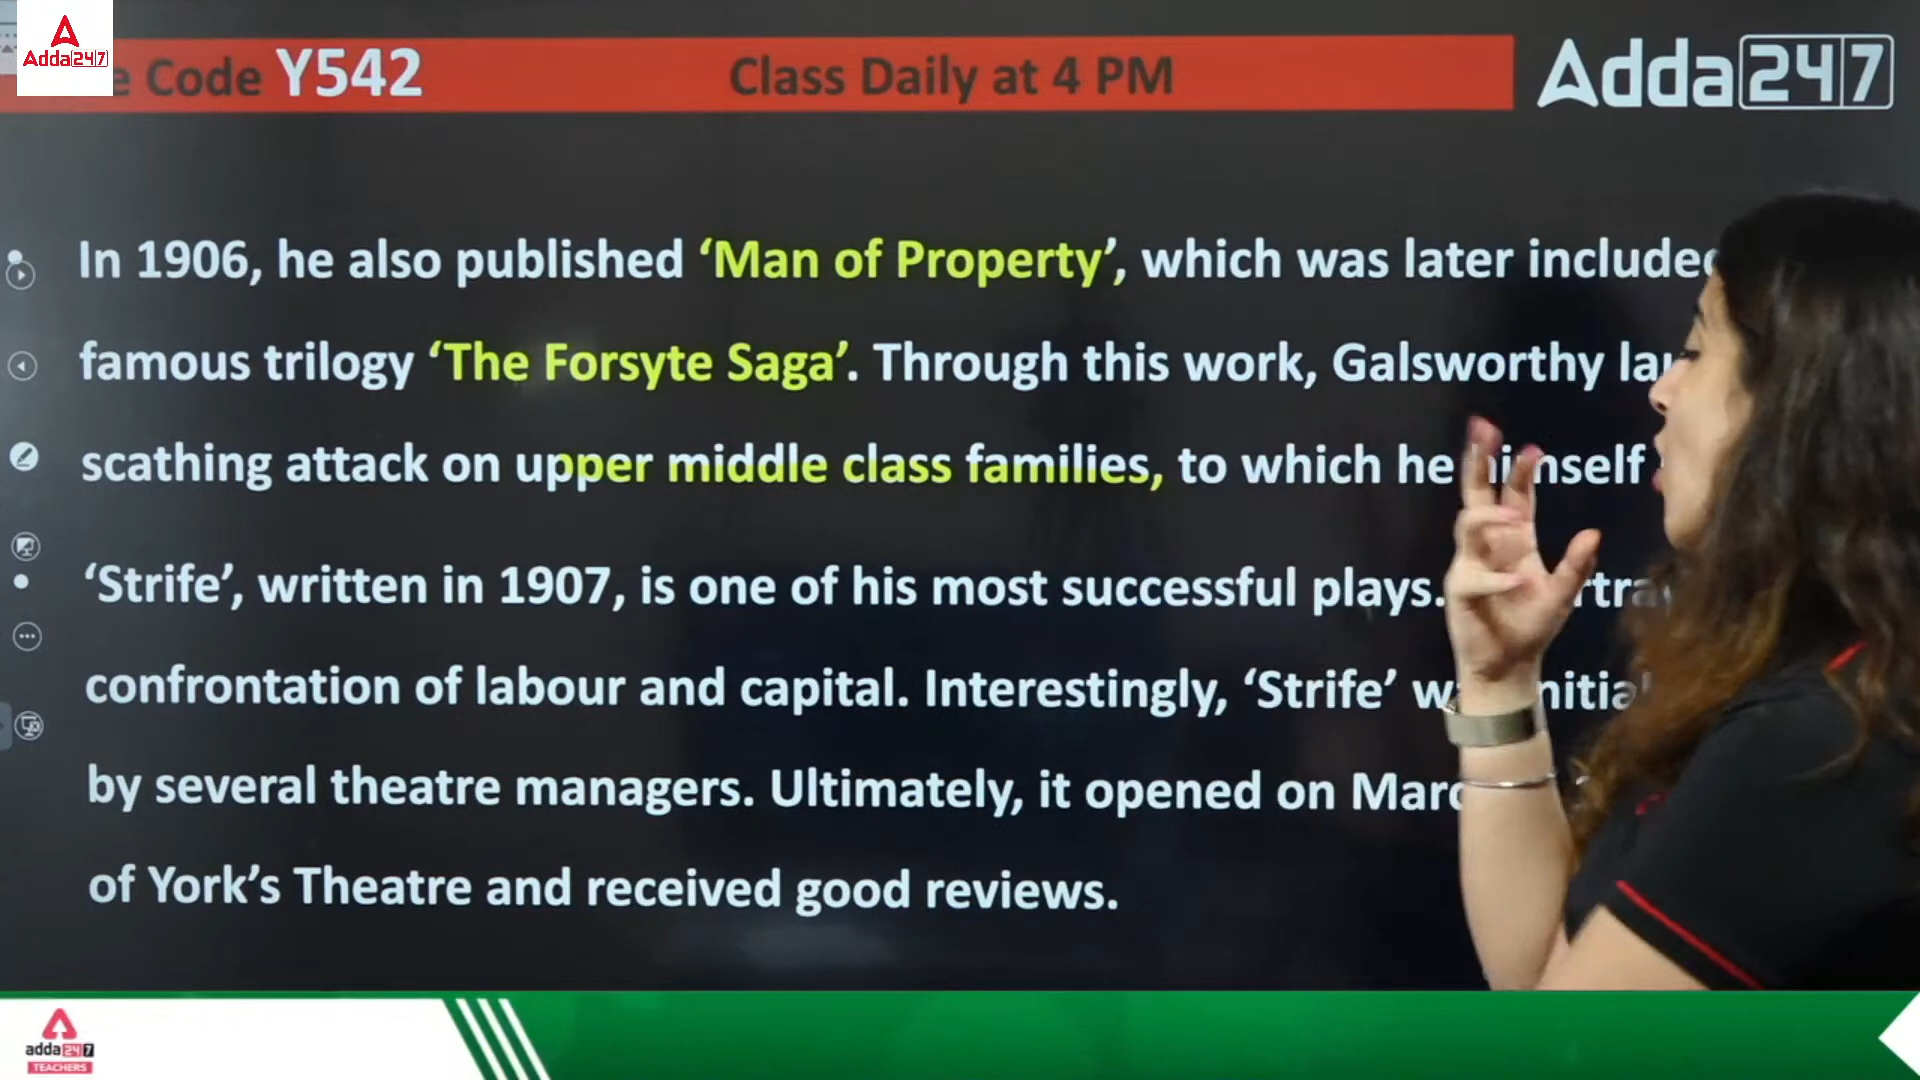 Adda247
e Code Y542
Class Daily at 4 PM
Adda247
In 1906, he also published ‘Man of Property’, which was later included
famous trilogy ‘The Forsyte Saga’. Through this work, Galsworthy
scathing attack on upper middle class families, to which he himself
‘Strife’, written in 1907, is one of his most successful plays.
confrontation of labour and capital. Interestingly, ‘Strife’
by several theatre managers. Ultimately, it opened on
of York’s Theatre and received good reviews.
adda247
TEACHERS